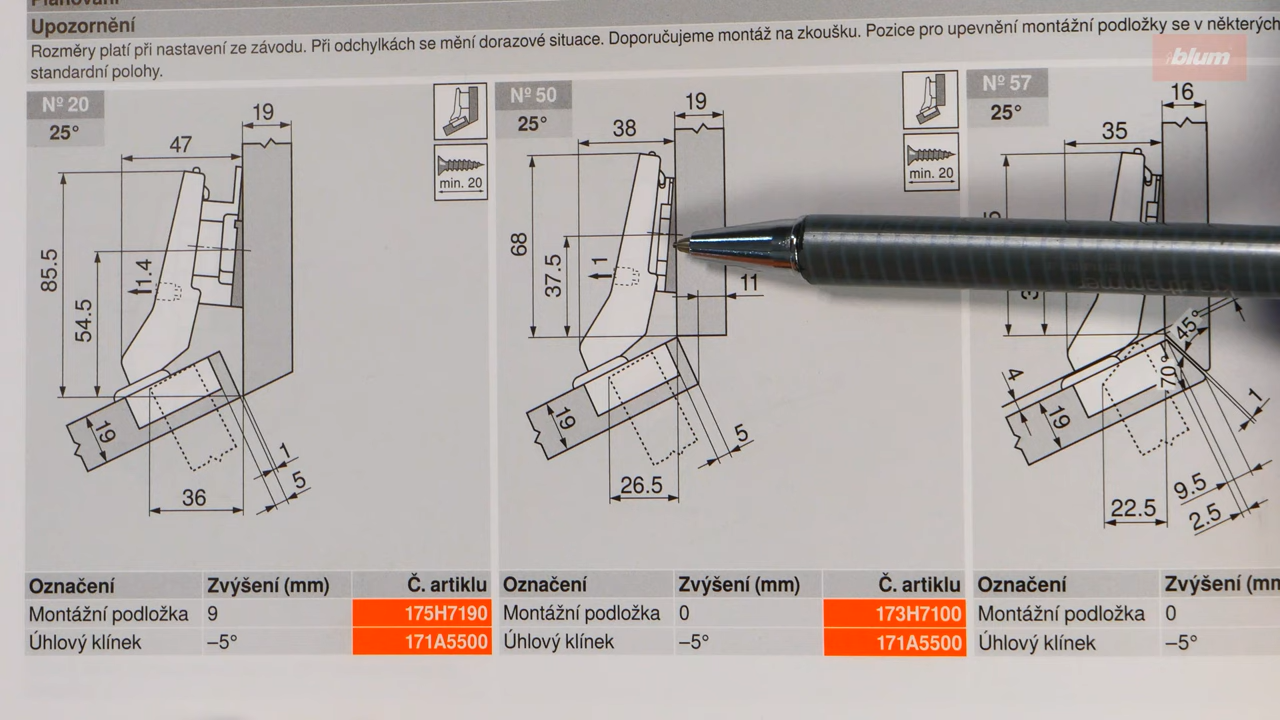 Plánování
Upozornění
Rozměry platí při nastavení ze závodu. Při odchylkách se mění dorazové situace. Doporučujeme montáž na zkoušku. Pozice pro upevnění montážní podložky se v některých
standardní polohy.
blum
Nº 20
25°
19
47
85.5
54.5
1.4
19
36
1
5
min. 20
Nº 50
25°
19
38
68
37.5
1
11
19
26.5
5
min. 20
Nº 57
25°
16
35
45°
70°
4
19
1
22.5
9.5
2.5
Označení Zvýšení (mm) Č. artiklu
Montážní podložka 9 175H7190
Úhlový klínek –5° 171A5500
Označení Zvýšení (mm) Č. artiklu
Montážní podložka 0 173H7100
Úhlový klínek –5° 171A5500
Označení Zvýšení (mm
Montážní podložka 0
Úhlový klínek –5°